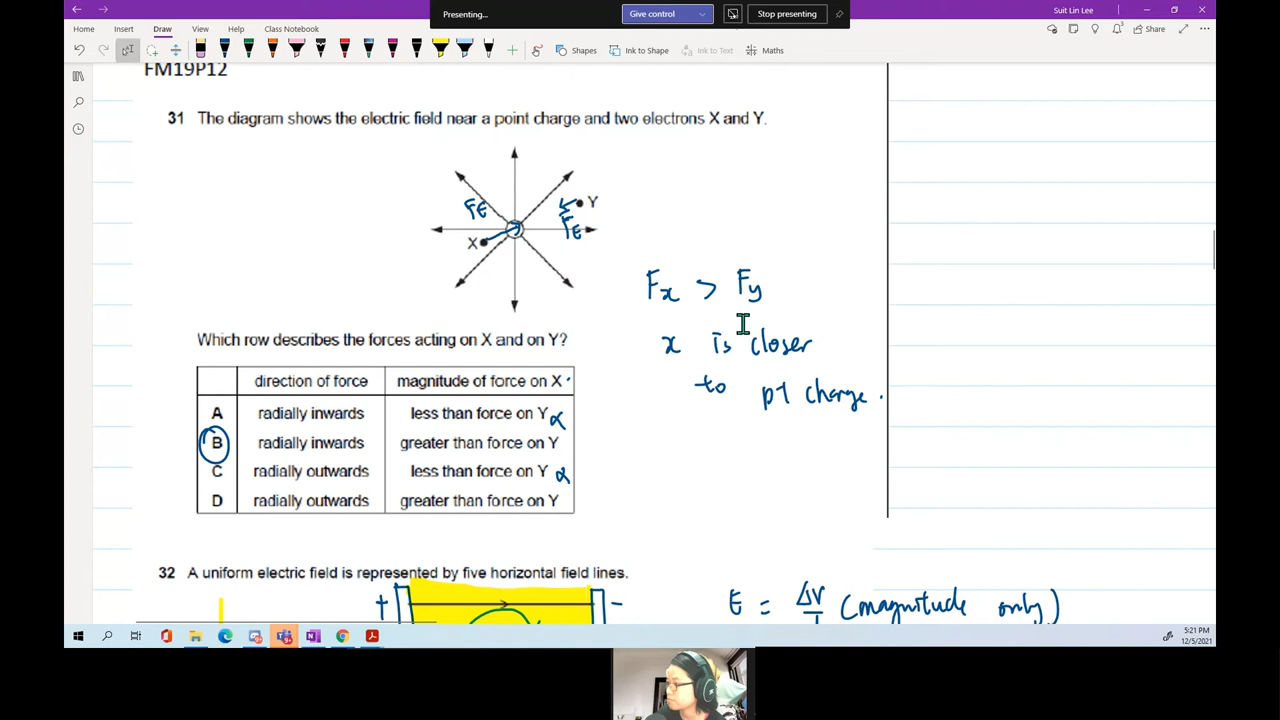 Presenting...
Give control
Stop presenting
Suit Lin Lee
Home
Insert
Draw
View
Help
Class Notebook
Share
Shapes
Ink to Shape
Ink to Text
Maths
FM19P12
31 The diagram shows the electric field near a point charge and two electrons X and Y.
FE
Y
FE
X
Fx > Fy
x is closer
to pt charge.
Which row describes the forces acting on X and on Y?
direction of force magnitude of force on X
A radially inwards less than force on Y
B radially inwards greater than force on Y
C radially outwards less than force on Y
D radially outwards greater than force on Y
32 A uniform electric field is represented by five horizontal field lines.
+ −
E = ΔV (magnitude only)
5:21 PM
12/5/2021